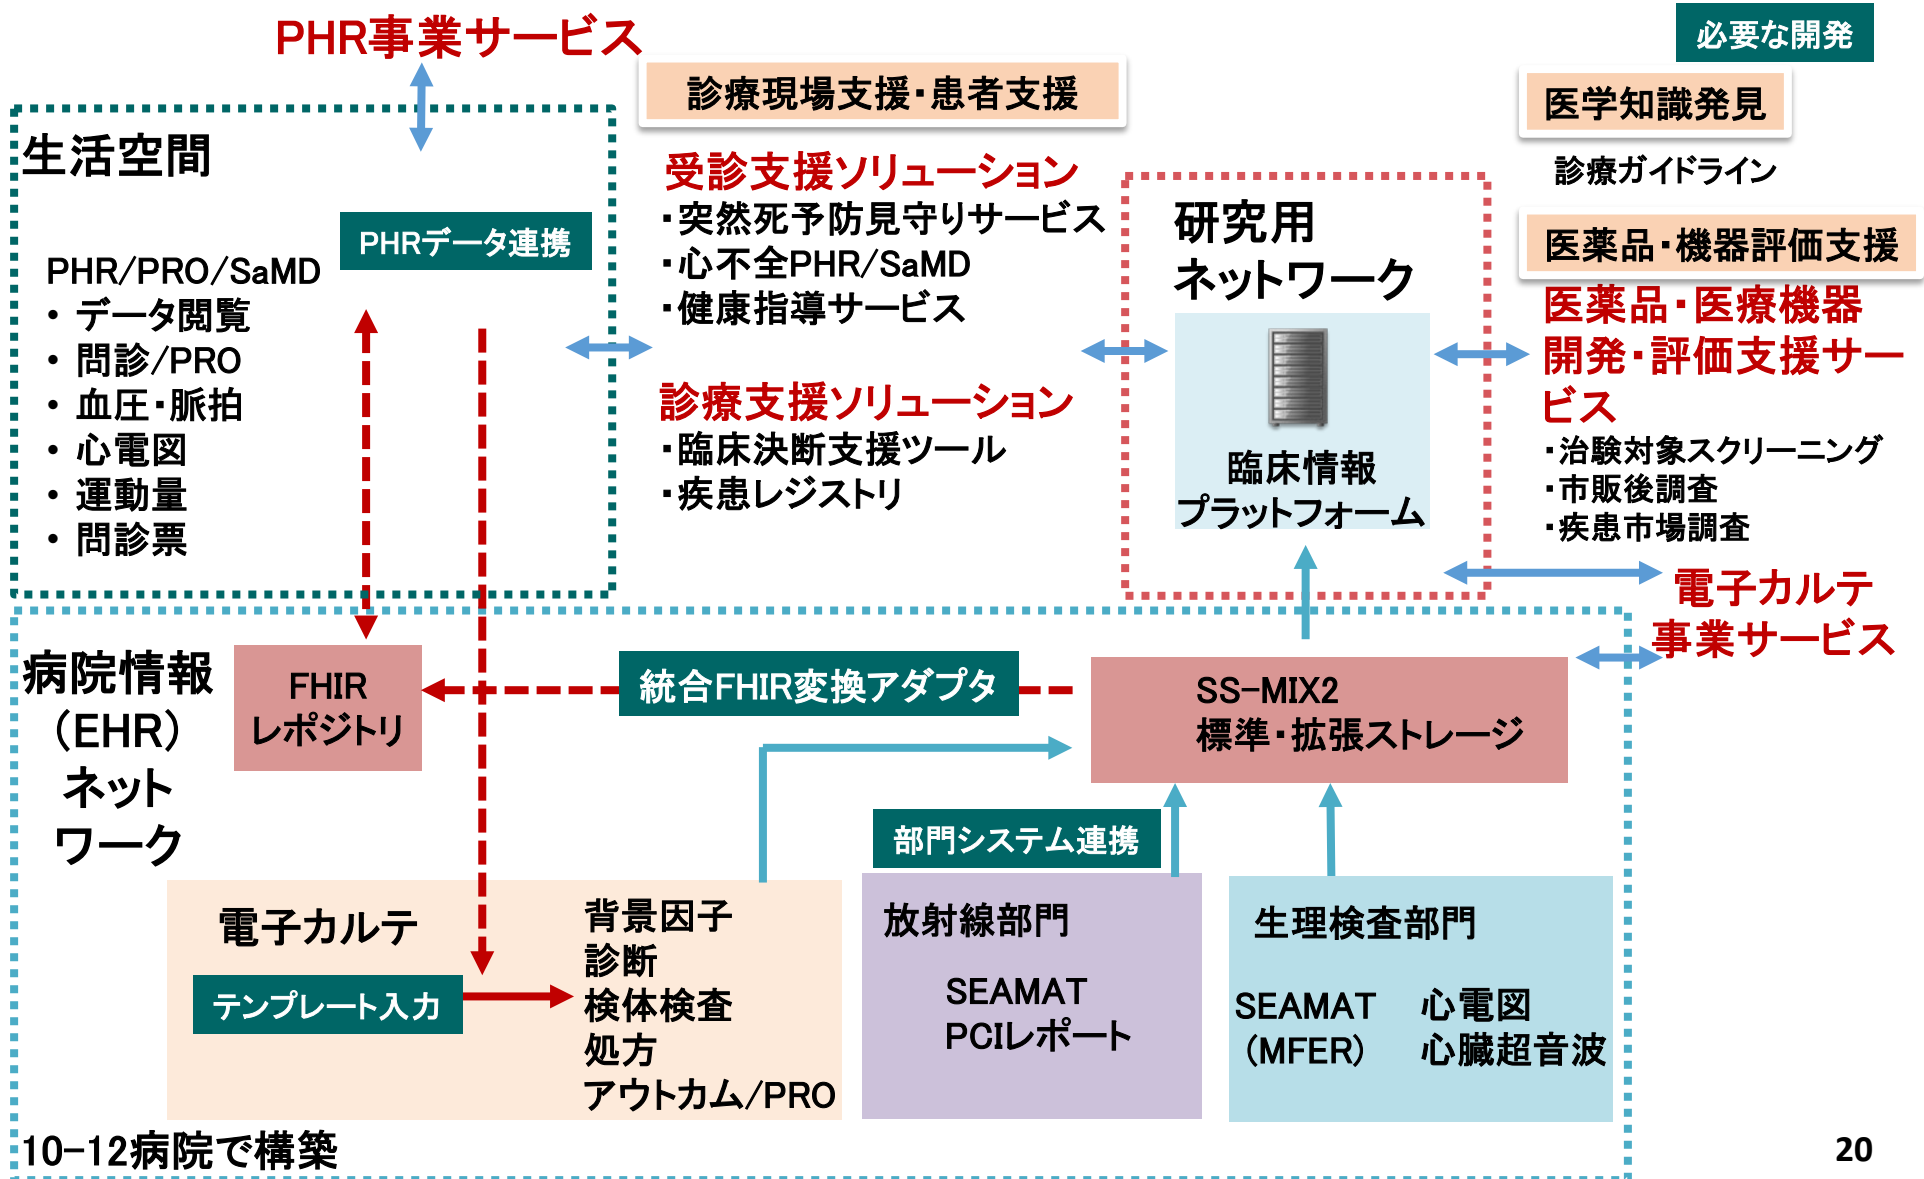 PHR事業サービス
必要な開発
診療現場支援・患者支援
医学知識発見
診療ガイドライン
生活空間
PHRデータ連携
PHR/PRO/SaMD
・データ閲覧
・問診/PRO
・血圧・脈拍
・心電図
・運動量
・問診票
受診支援ソリューション
・突然死予防見守りサービス
・心不全PHR/SaMD
・健康指導サービス
診療支援ソリューション
・臨床決断支援ツール
・疾患レジストリ
研究用
ネットワーク
臨床情報
プラットフォーム
医薬品・機器評価支援
医薬品・医療機器
開発・評価支援サー
ビス
・治験対象スクリーニング
・市販後調査
・疾患市場調査
電子カルテ
事業サービス
病院情報
(EHR)
ネット
ワーク
FHIR
レポジトリ
統合FHIR変換アダプタ
SS-MIX2
標準・拡張ストレージ
部門システム連携
電子カルテ
テンプレート入力
背景因子
診断
検体検査
処方
アウトカム/PRO
放射線部門
SEAMAT
PCIレポート
生理検査部門
SEAMAT 心電図
(MFER) 心臓超音波
10-12病院で構築
20